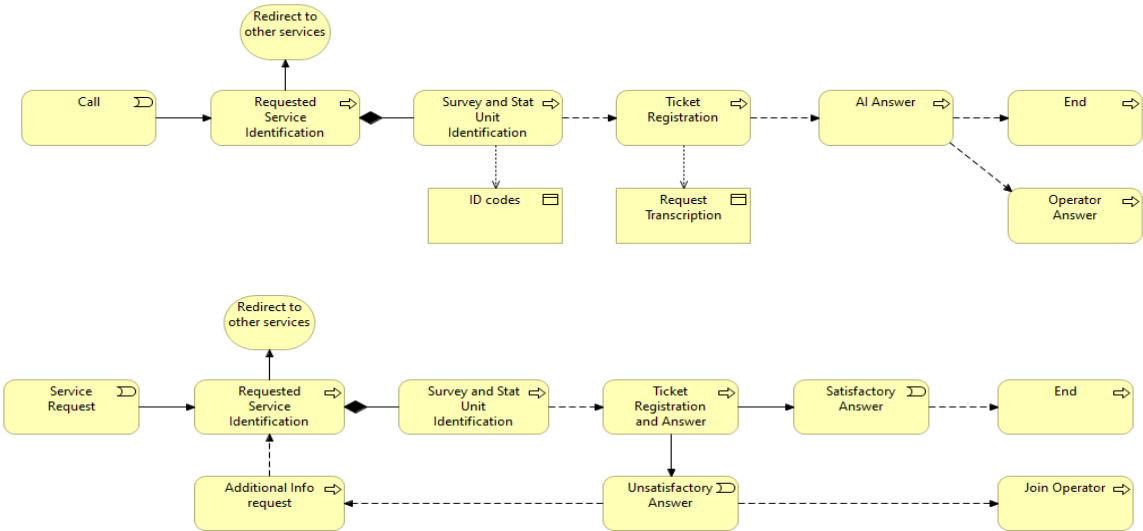 Redirect to
other services
Call
Requested
Service
Identification
Survey and Stat
Unit
Identification
Ticket
Registration
AI Answer
End
ID codes
Request
Transcription
Operator
Answer
Redirect to
other services
Service
Request
Requested
Service
Identification
Survey and Stat
Unit
Identification
Ticket
Registration
and Answer
Satisfactory
Answer
End
Additional Info
request
Unsatisfactory
Answer
Join Operator